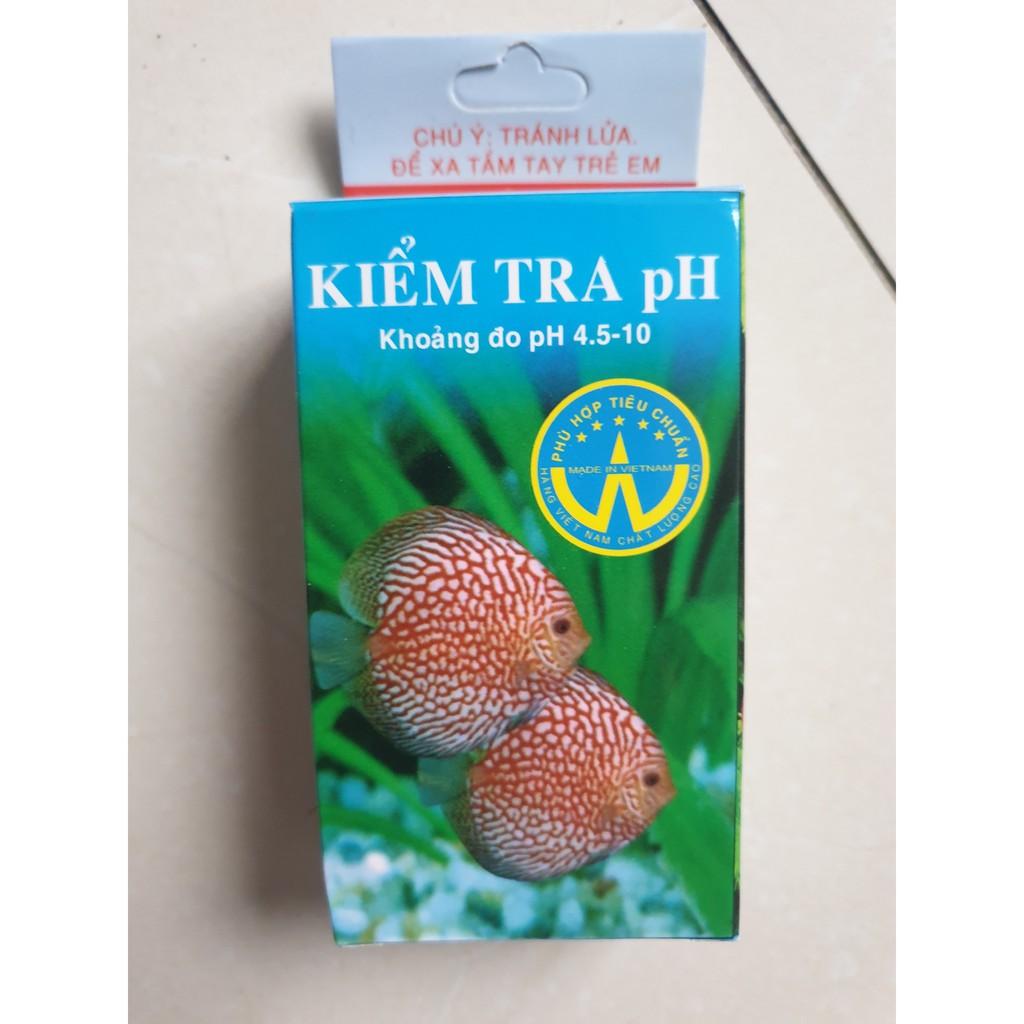 CHÚ Ý: TRÁNH LỬA.
ĐỂ XA TẦM TAY TRẺ EM
KIỂM TRA pH
Khoảng đo pH 4.5-10
PHÙ HỢP TIÊU CHUẨN
MADE IN VIETNAM
HÀNG VIỆT NAM CHẤT LƯỢNG CAO